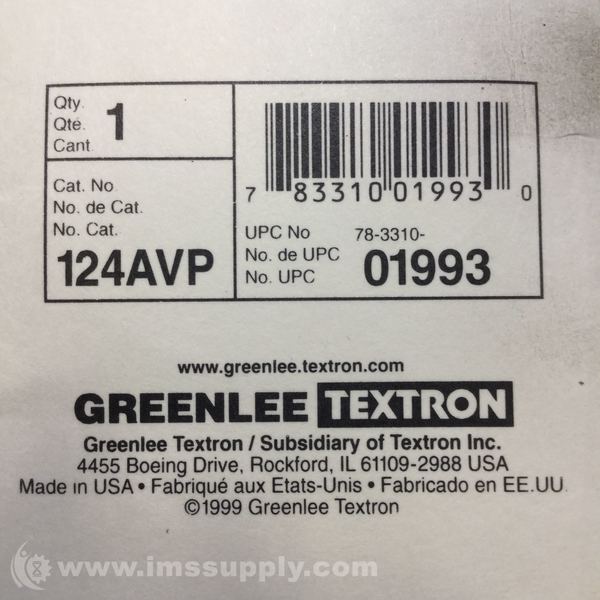 Qty.
Qté.
Cant.
1
Cat. No
No. de Cat.
No. Cat.
124AVP
7 83310 01993 0
UPC No 78-3310-
No. de UPC
No. UPC
01993
www.greenlee.textron.com
GREENLEE TEXTRON
Greenlee Textron / Subsidiary of Textron Inc.
4455 Boeing Drive, Rockford, IL 61109-2988 USA
Made in USA • Fabriqué aux Etats-Unis • Fabricado en EE.UU.
©1999 Greenlee Textron
www.imssupply.com